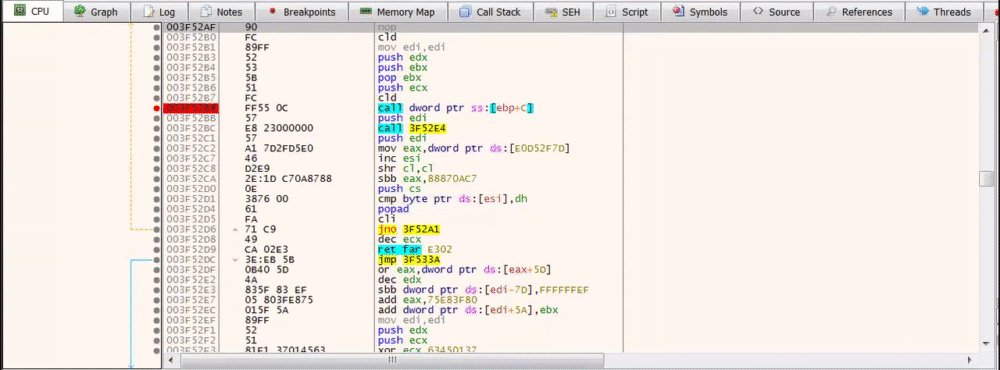 CPU Graph Log Notes Breakpoints Memory Map Call Stack SEH Script Symbols Source References Threads
003F52AF 90 nop
003F52B0 FC cld
003F52B1 89FF mov edi,edi
003F52B3 52 push edx
003F52B4 53 push ebx
003F52B5 5B pop ebx
003F52B6 51 push ecx
003F52B7 FC cld
003F52B8 FF55 0C call dword ptr ss:[ebp+C]
003F52BB 57 push edi
003F52BC E8 23000000 call 3F52E4
003F52C1 57 push edi
003F52C2 A1 7D2FD5E0 mov eax,dword ptr ds:[E0D52F7D]
003F52C7 46 inc esi
003F52C8 D2E9 shr cl,cl
003F52CA 2E:1D C70A8788 sbb eax,88870AC7
003F52D0 0E push cs
003F52D1 3876 00 cmp byte ptr ds:[esi],dh
003F52D4 61 popad
003F52D5 FA cli
003F52D6 71 C9 jno 3F52A1
003F52D8 49 dec ecx
003F52D9 CA 02E3 ret far E302
003F52DC 3E:EB 5B jmp 3F533A
003F52DF 0B40 5D or eax,dword ptr ds:[eax+5D]
003F52E2 4A dec edx
003F52E3 835F 83 EF sbb dword ptr ds:[edi-7D],FFFFFFEF
003F52E7 05 803FE875 add eax,75E83F80
003F52EC 015F 5A add dword ptr ds:[edi+5A],ebx
003F52EF 89FF mov edi,edi
003F52F1 52 push edx
003F52F2 51 push ecx
003F52F3 81F1 37014563 xor ecx,63450137